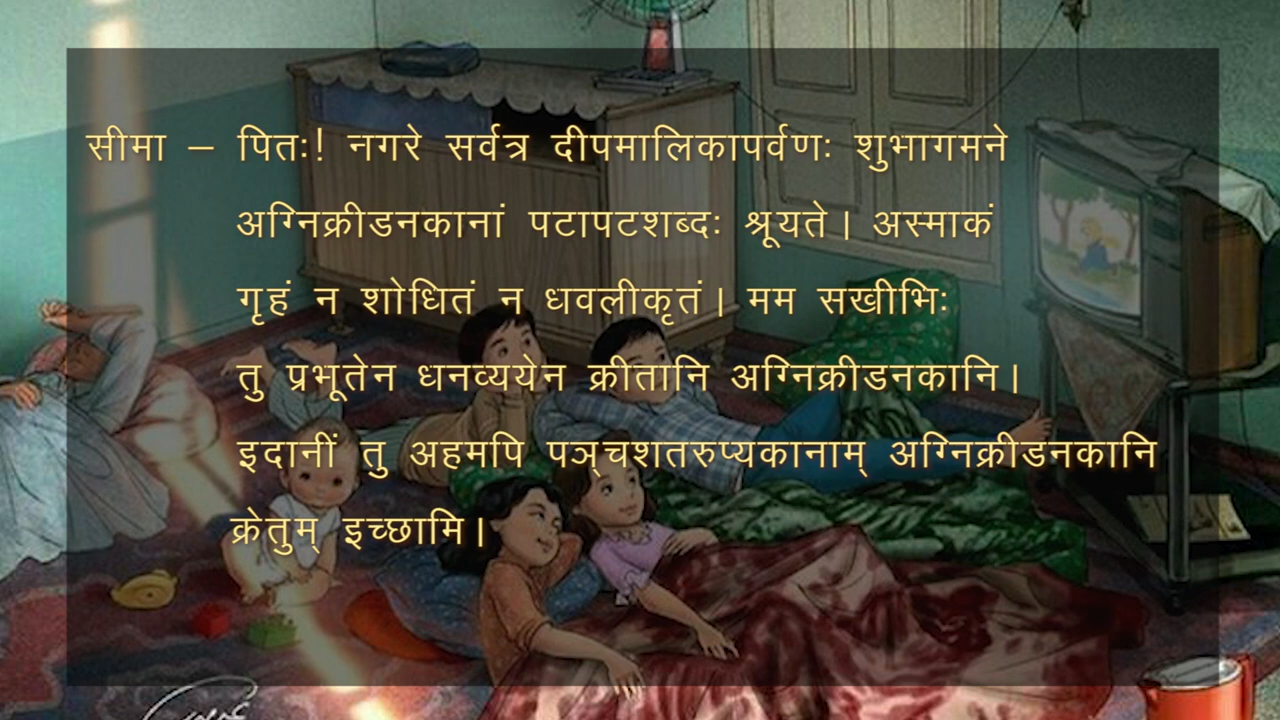 सीमा – पितः! नगरे सर्वत्र दीपमालिकापर्वणः शुभागमने
अग्निक्रीडनकानां पटापटशब्दः श्रूयते। अस्माकं
गृहं न शोधितं न धवलीकृतं। मम सखीभिः
तु प्रभूतेन धनव्ययेन क्रीतानि अग्निक्रीडनकानि।
इदानीं तु अहमपि पञ्चशतरुप्यकानाम् अग्निक्रीडनकानि
क्रेतुम् इच्छामि।